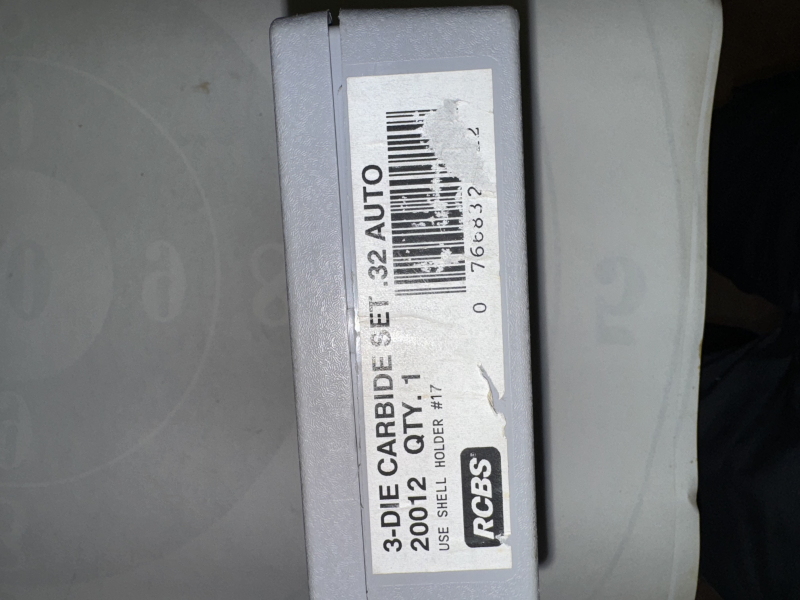 3-DIE CARBIDE SET .32 AUTO
20012 QTY. 1
USE SHELL HOLDER #17
RCBS
0 766832